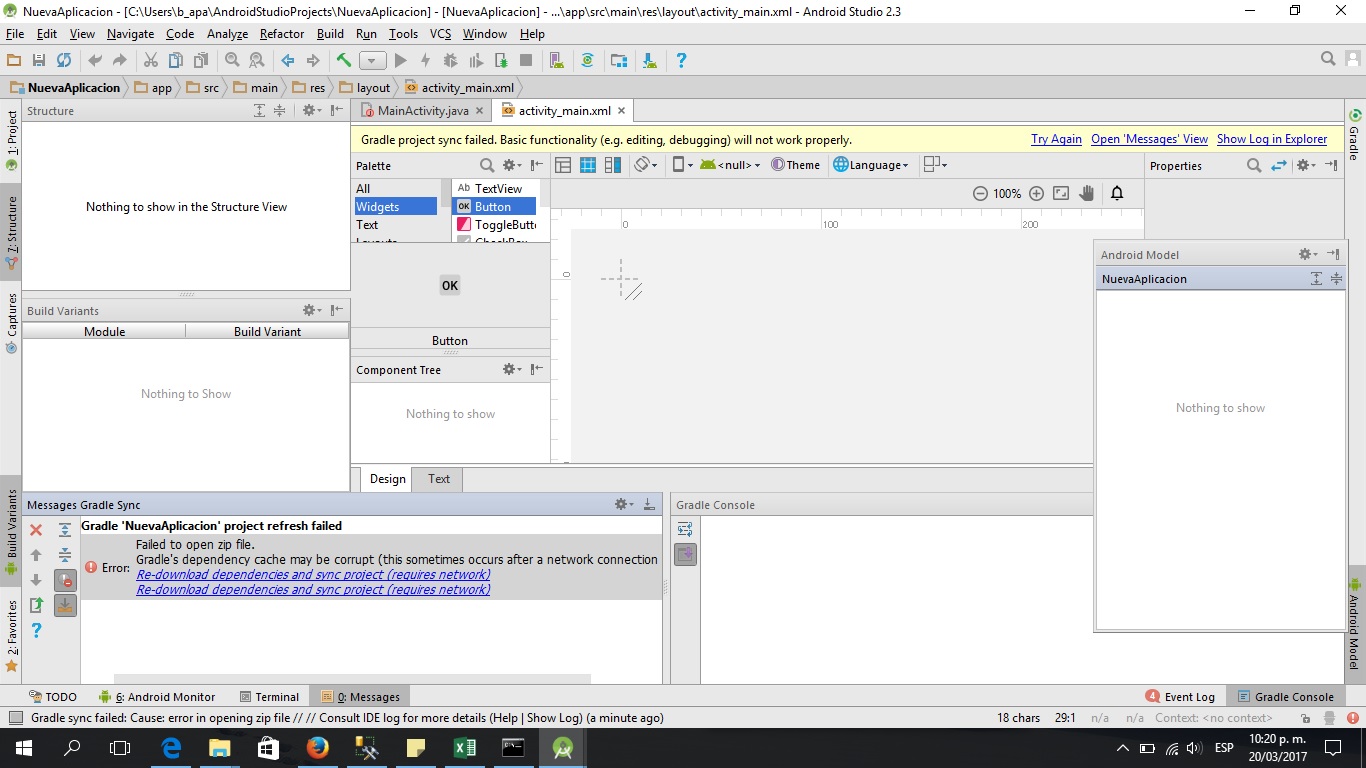 NuevaAplicacion - [C:\Users\b_apa\AndroidStudioProjects\NuevaAplicacion] - [NuevaAplicacion] - ...\app\src\main\res\layout\activity_main.xml - Android Studio 2.3
File Edit View Navigate Code Analyze Refactor Build Run Tools VCS Window Help
NuevaAplicacion app src main res layout activity_main.xml
1: Project
7: Structure
Captures
Build Variants
2: Favorites
Structure
Nothing to show in the Structure View
Build Variants
Module Build Variant
Nothing to Show
MainActivity.java activity_main.xml
Gradle project sync failed. Basic functionality (e.g. editing, debugging) will not work properly. Try Again Open 'Messages' View Show Log in Explorer
Palette
All
Widgets
Text
Layouts
Ab TextView
OK Button
ToggleButt
CheckBox
OK
Button
Component Tree
Nothing to show
<null> Theme Language
100%
0 100 200
0
Properties
Gradle
Android Model
NuevaAplicacion
Nothing to show
Android Model
Design Text
Messages Gradle Sync
Gradle 'NuevaAplicacion' project refresh failed
Error:
Failed to open zip file.
Gradle's dependency cache may be corrupt (this sometimes occurs after a network connection
Re-download dependencies and sync project (requires network)
Re-download dependencies and sync project (requires network)
Gradle Console
TODO 6: Android Monitor Terminal 0: Messages 4 Event Log Gradle Console
Gradle sync failed: Cause: error in opening zip file // // Consult IDE log for more details (Help | Show Log) (a minute ago) 18 chars 29:1 n/a n/a Context: <no context>
ESP
10:20 p. m.
20/03/2017